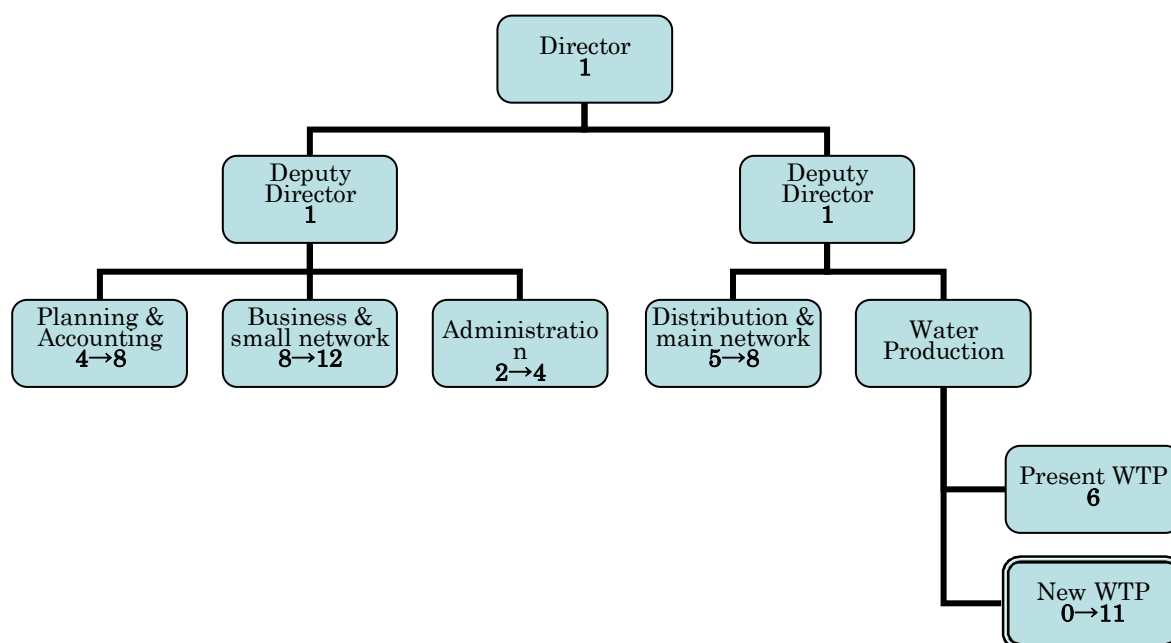 Director
1
Deputy
Director
1
Deputy
Director
1
Planning &
Accounting
4→8
Business &
small network
8→12
Administratio
n
2→4
Distribution &
main network
5→8
Water
Production
Present WTP
6
New WTP
0→11